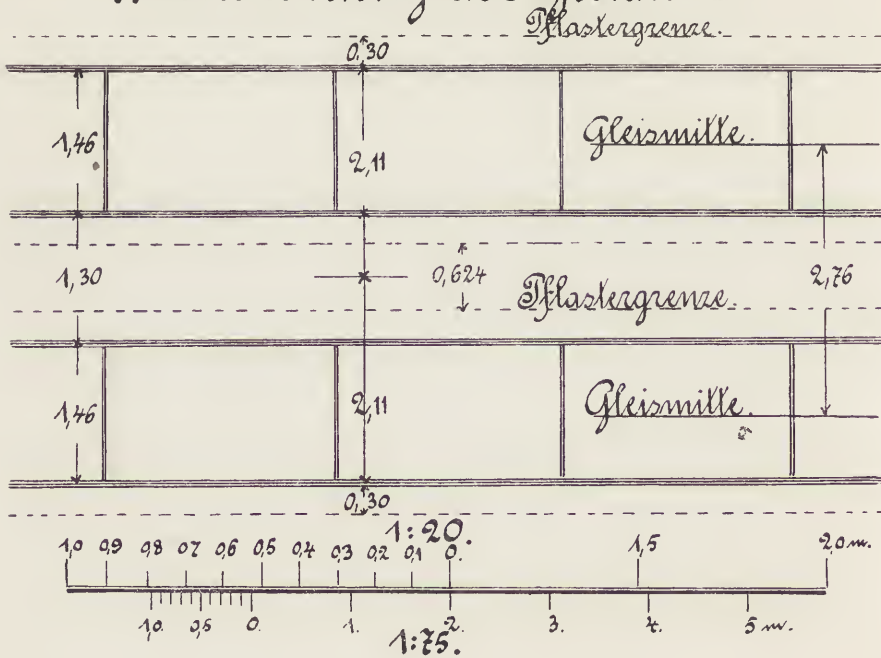 Pflastergrenze.
0,30
1,46
2,11
Gleismitte.
1,30
0,624
2,76
Pflastergrenze.
1,46
2,11
Gleismitte.
0,30
1:20.
1,0 0,9 0,8 0,7 0,6 0,5 0,4 0,3 0,2 0,1 0. 1,5 2,0 m.
1,0. 0,5 0. 1. 2. 3. 4. 5 m.
1:75.